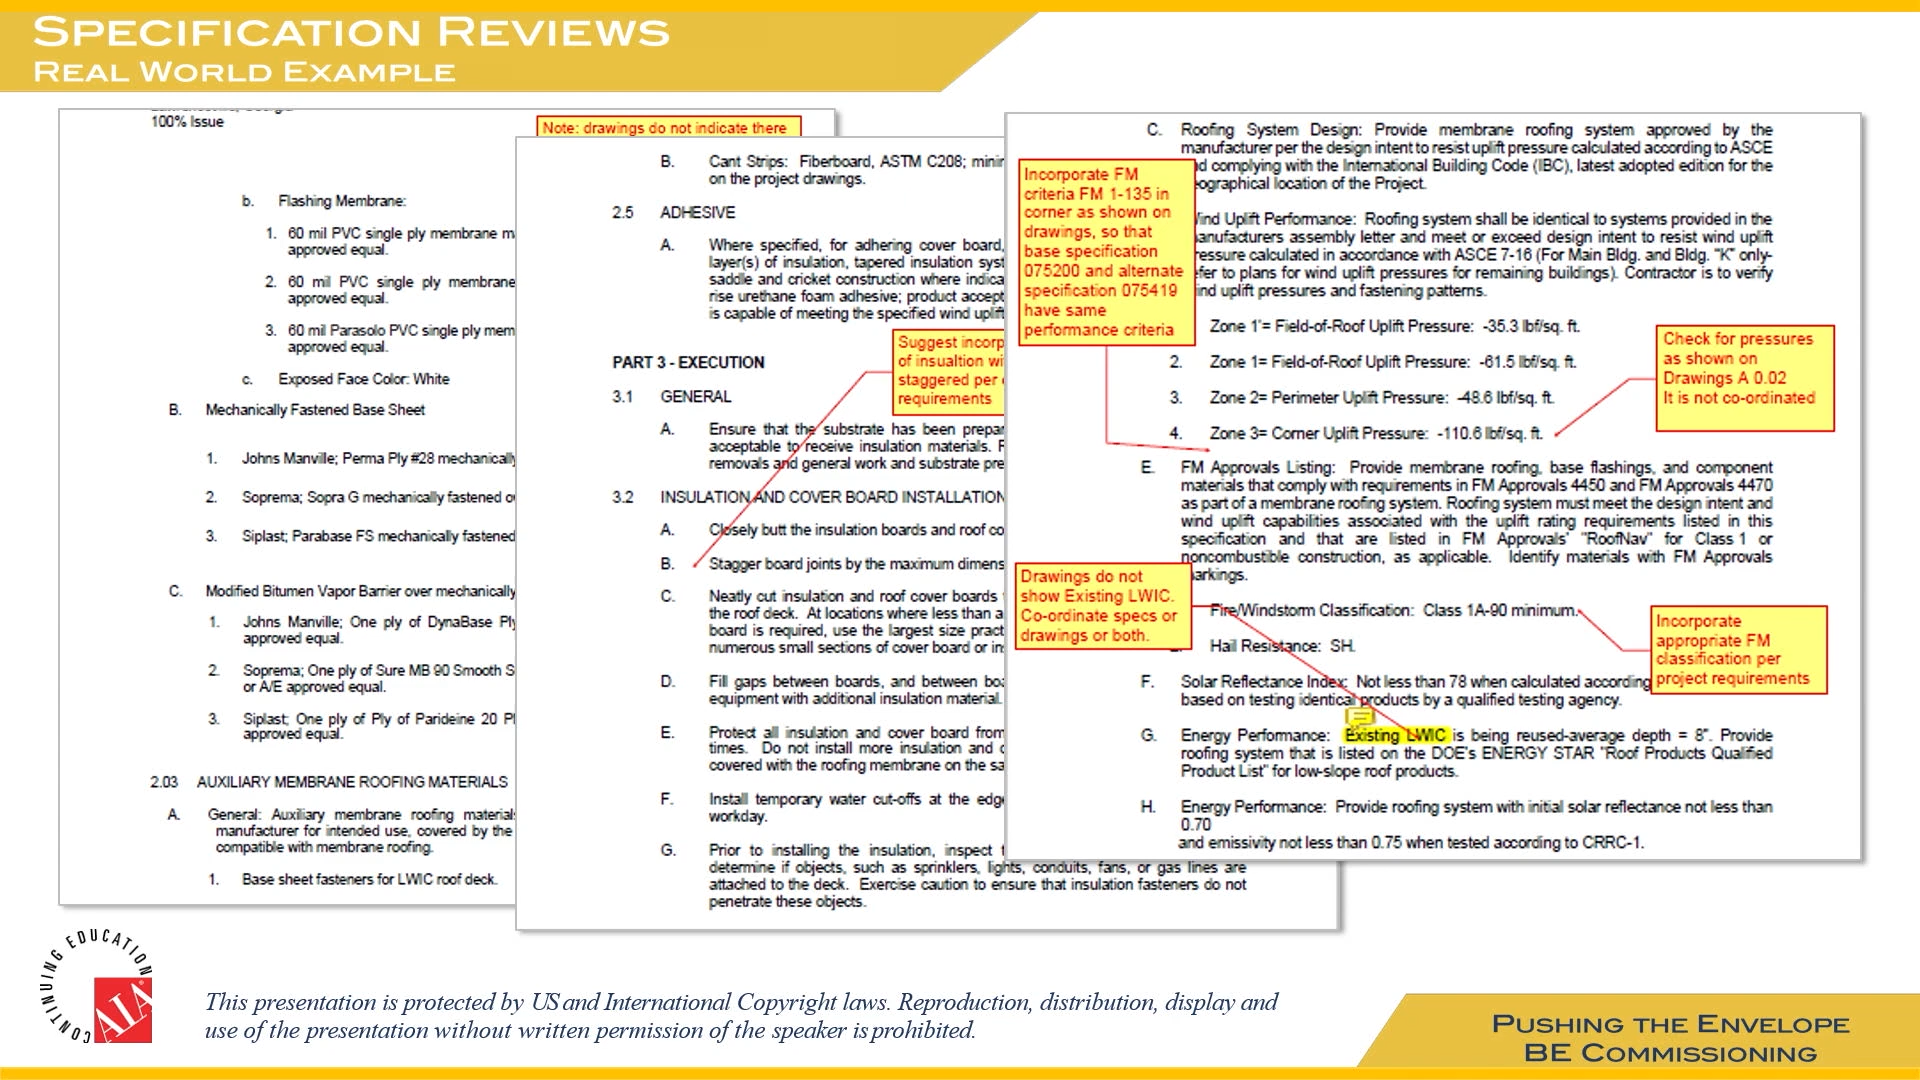 SPECIFICATION REVIEWS
REAL WORLD EXAMPLE
100% Issue
b. Flashing Membrane:
1. 60 mil PVC single ply membrane
approved equal.
2. 60 mil PVC single ply membrane
approved equal.
3. 60 mil Parasolo PVC single ply
approved equal.
c. Exposed Face Color: White
B. Mechanically Fastened Base Sheet
1. Johns Manville; Perma Ply #28 mechanically
2. Soprema; Sopra G mechanically fastened
3. Siplast; Parabase FS mechanically fastened
C. Modified Bitumen Vapor Barrier over mechanically
1. Johns Manville; One ply of DynaBase
approved equal.
2. Soprema; One ply of Sure MB 90 Smooth
or A/E approved equal.
3. Siplast; One ply of Ply of Parideine 20
approved equal.
2.03 AUXILIARY MEMBRANE ROOFING MATERIALS
A. General: Auxiliary membrane roofing materials
manufacturer for intended use, covered by the
compatible with membrane roofing.
1. Base sheet fasteners for LWIC roof deck.
Note: drawings do not indicate there
B. Cant Strips: Fiberboard, ASTM C208;
on the project drawings.
2.5 ADHESIVE
A. Where specified, for adhering cover board,
layer(s) of insulation, tapered insulation
saddle and cricket construction where
rise urethane foam adhesive; product
is capable of meeting the specified wind
Suggest
of insualtion
staggered per
requirements
PART 3 - EXECUTION
3.1 GENERAL
A. Ensure that the substrate has been
acceptable to receive insulation materials.
removals and general work and substrate
3.2 INSULATION AND COVER BOARD INSTALLATION
A. Closely butt the insulation boards and roof
B. Stagger board joints by the maximum
C. Neatly cut insulation and roof cover boards
the roof deck. At locations where less than a
board is required, use the largest size
numerous small sections of cover board or
D. Fill gaps between boards, and between
equipment with additional insulation material.
E. Protect all insulation and cover board from
times. Do not install more insulation and
covered with the roofing membrane on the
F. Install temporary water cut-offs at the
workday.
G. Prior to installing the insulation, inspect
determine if objects, such as sprinklers, lights, conduits, fans, or gas lines are
attached to the deck. Exercise caution to ensure that insulation fasteners do not
penetrate these objects.
C. Roofing System Design: Provide membrane roofing system approved by the
manufacturer per the design intent to resist uplift pressure calculated according to ASCE
complying with the International Building Code (IBC), latest adopted edition for the
location of the Project.
Incorporate FM
criteria FM 1-135 in
corner as shown on
drawings, so that
base specification
075200 and alternate
specification 075419
have same
performance criteria
Uplift Performance: Roofing system shall be identical to systems provided in the
assembly letter and meet or exceed design intent to resist wind uplift
calculated in accordance with ASCE 7-16 (For Main Bldg. and Bldg. "K" only-
to plans for wind uplift pressures for remaining buildings). Contractor is to verify
uplift pressures and fastening patterns.
Zone 1'= Field-of-Roof Uplift Pressure: -35.3 lbf/sq. ft.
2. Zone 1= Field-of-Roof Uplift Pressure: -61.5 lbf/sq. ft.
3. Zone 2= Perimeter Uplift Pressure: -48.6 lbf/sq. ft.
4. Zone 3= Corner Uplift Pressure: -110.6 lbf/sq. ft.
Check for pressures
as shown on
Drawings A 0.02
It is not co-ordinated
E. FM Approvals Listing: Provide membrane roofing, base flashings, and component
materials that comply with requirements in FM Approvals 4450 and FM Approvals 4470
as part of a membrane roofing system. Roofing system must meet the design intent and
wind uplift capabilities associated with the uplift rating requirements listed in this
specification and that are listed in FM Approvals' "RoofNav" for Class 1 or
noncombustible construction, as applicable. Identify materials with FM Approvals
Drawings do not
show Existing LWIC.
Co-ordinate specs or
drawings or both.
Fire/Windstorm Classification: Class 1A-90 minimum.
Hail Resistance: SH.
Incorporate
appropriate FM
classification per
project requirements
F. Solar Reflectance Index: Not less than 78 when calculated according
based on testing identical products by a qualified testing agency.
G. Energy Performance: Existing LWIC is being reused-average depth = 8". Provide
roofing system that is listed on the DOE's ENERGY STAR "Roof Products Qualified
Product List" for low-slope roof products.
H. Energy Performance: Provide roofing system with initial solar reflectance not less than
0.70
and emissivity not less than 0.75 when tested according to CRRC-1.
CONTINUING EDUCATION
AIA
This presentation is protected by US and International Copyright laws. Reproduction, distribution, display and
use of the presentation without written permission of the speaker is prohibited.
PUSHING THE ENVELOPE
BE COMMISSIONING